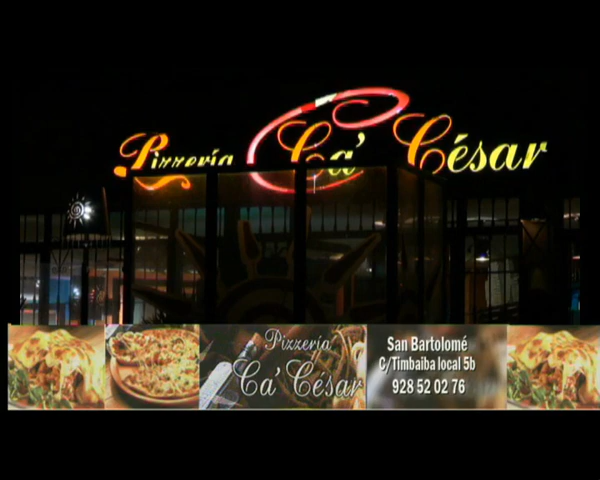 Pizzería Ca' César
Pizzería
Ca' César
San Bartolomé
C/Timbaiba local 5b
928 52 02 76